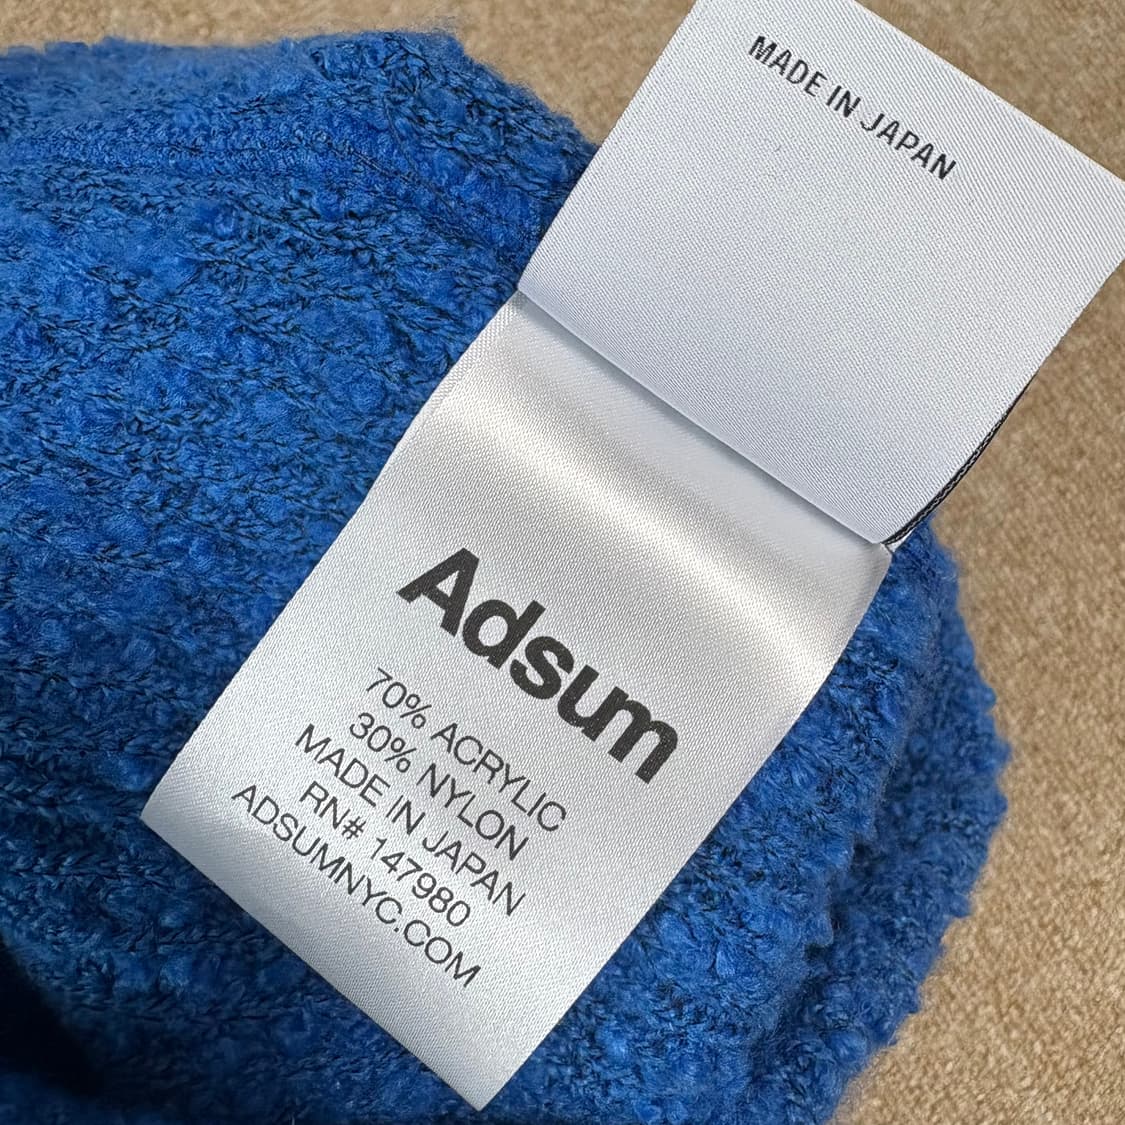 MADE IN JAPAN
Adsum
70% ACRYLIC
30% NYLON
MADE IN JAPAN
RN# 147980
ADSUMNYC.COM